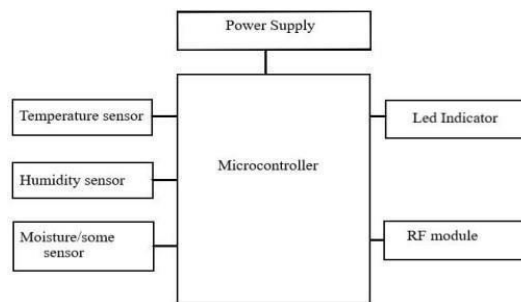 Power Supply
Temperature sensor
Led Indicator
Microcontroller
Humidity sensor
Moisture/some
sensor
RF module